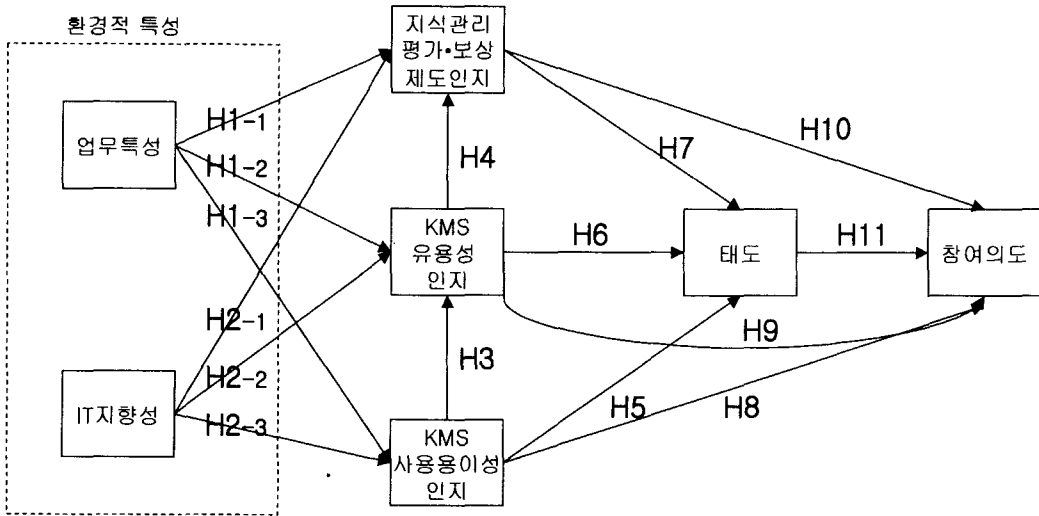 환경적 특성
지식관리
평가•보상
제도인지
업무특성
H1-1
H1-2
H1-3
H4
H7
H10
KMS
유용성
인지
H6
태도
H11
참여의도
H2-1
H2-2
H2-3
H3
H9
H5
H8
IT지향성
KMS
사용용이성
인지